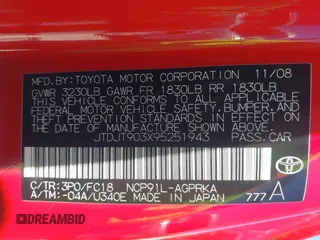 MFD. BY: TOYOTA MOTOR CORPORATION 11/08
GVWR 3230LB GAWR FR 1830LB RR 1830LB
THIS VEHICLE CONFORMS TO ALL APPLICABLE
FEDERAL MOTOR VEHICLE SAFETY, BUMPER, AND
THEFT PREVENTION STANDARDS IN EFFECT ON
THE DATE OF MANUFACTURE SHOWN ABOVE.
JTDJT903X95251943 PASS.CAR
C/TR: 3P0/FC18 NCP91L-AGPRKA
A/TM: -04A/U340E MADE IN JAPAN 777 A
TOYOTA
DYAUTOBID